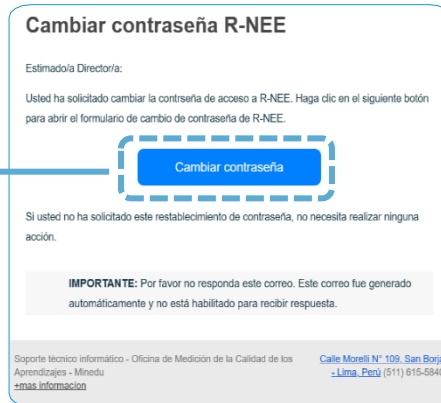 Cambiar contraseña R-NEE
Estimado/a Director/a:
Usted ha solicitado cambiar la contrseña de acceso a R-NEE. Haga clic en el siguiente botón
para abrir el formulario de cambio de contraseña de R-NEE.
Cambiar contraseña
Si usted no ha solicitado este restablecimiento de contraseña, no necesita realizar ninguna
acción.
IMPORTANTE: Por favor no responda este correo. Este correo fue generado
automáticamente y no está habilitado para recibir respuesta.
Soporte técnico informático - Oficina de Medición de la Calidad de los
Aprendizajes - Minedu
+mas informacion
Calle Morelli N° 109. San Borja
- Lima, Perú (511) 615-5840